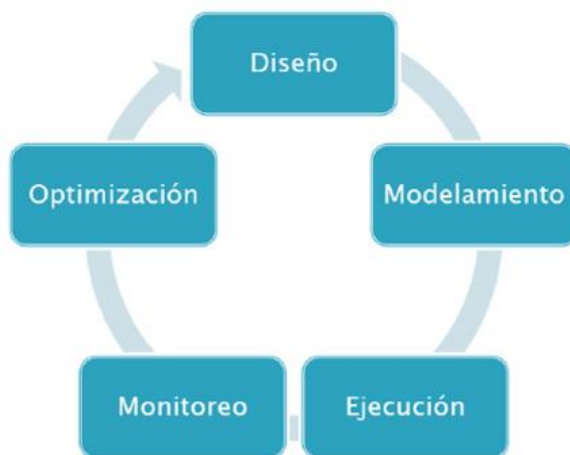 Diseño
Modelamiento
Ejecución
Monitoreo
Optimización